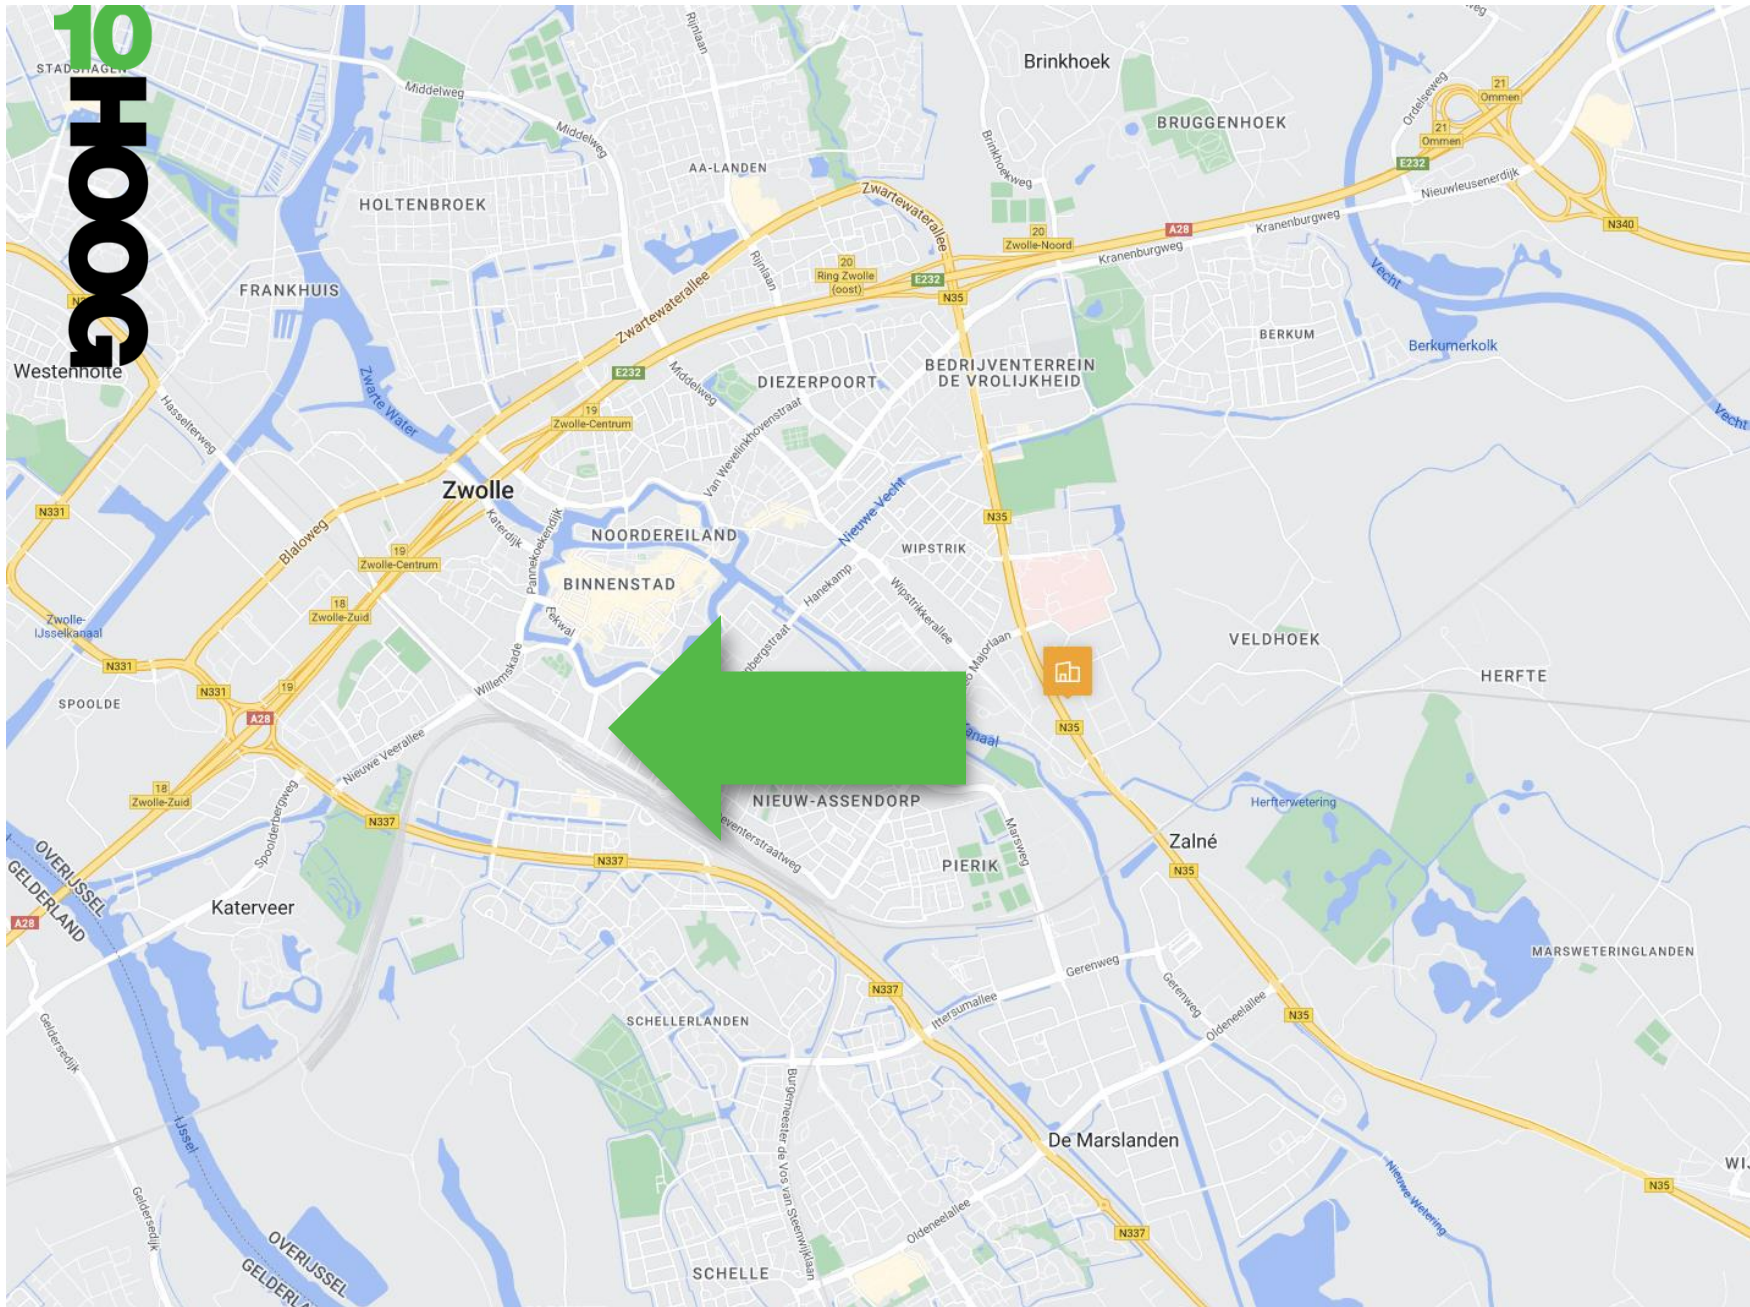 10
HOOG
STADSHAGEN
Middelweg
Middelweg
Rijnlaan
Brinkhoek
BRUGGENHOEK
Ordelseweg
21
Ommen
21
Ommen
E232
Nieuwleusenerdijk
N340
AA-LANDEN
HOLTENBROEK
Zwartewaterallee
Brinkhoekweg
20
Zwolle-Noord
A28
Kranenburgweg
Kranenburgweg
FRANKHUIS
Rijnlaan
20
Ring Zwolle
(oost)
E232
N35
Vecht
Zwartewaterallee
BERKUM
Berkumerkolk
Westenholte
Zwarte Water
E232
Middelweg
DIEZERPOORT
BEDRIJVENTERREIN
DE VROLIJKHEID
Vecht
Hasselterweg
19
Zwolle-Centrum
Van Wevelinkhovenstraat
Zwolle
Nieuwe Vecht
N331
Blaloweg
Katerdijk
Pannekoekendijk
NOORDEREILAND
N35
WIPSTRIK
19
Zwolle-Centrum
BINNENSTAD
Hanekamp
Wipstrikkerallee
18
Zwolle-Zuid
Zwolle-
IJsselkanaal
Eekwal
VELDHOEK
HERFTE
N331
N331
19
Willemskade
SPOOLDE
A28
N35
Nieuwe Veerallee
18
Zwolle-Zuid
Spoolderbergweg
N337
NIEUW-ASSENDORP
Herfterwetering
Marsweg
Zalné
N337
PIERIK
N35
OVERIJSSEL
GELDERLAND
Katerveer
A28
MARSWETERINGLANDEN
Gerenweg
Gerenweg
N337
Ittersumallee
Oldeneelallee
N35
SCHELLERLANDEN
Geldersedijk
IJssel
Burgemeester de Vos van Steenwijklaan
De Marslanden
N35
Nieuwe Wetering
Geldersedijk
Oldeneelallee
N337
OVERIJSSEL
SCHELLE